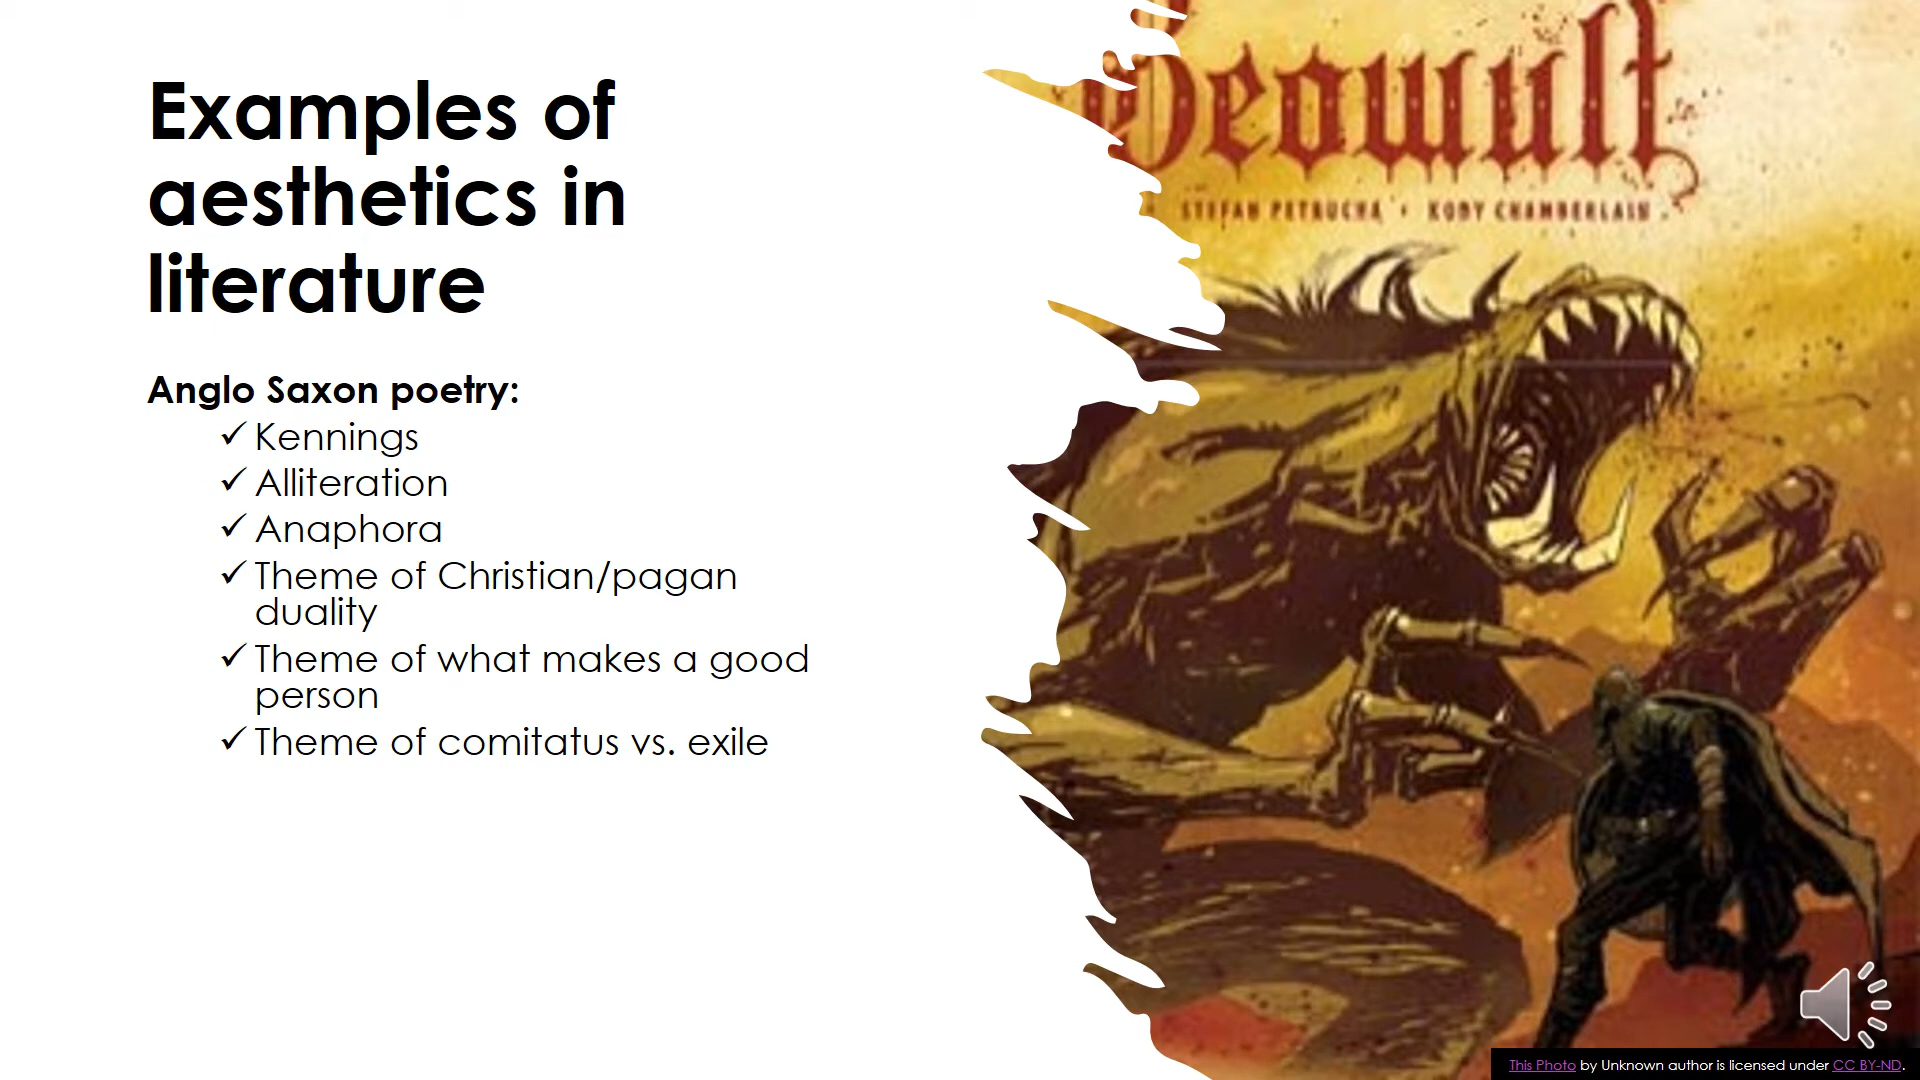 Examples of
aesthetics in
literature
Anglo Saxon poetry:
✓ Kennings
✓ Alliteration
✓ Anaphora
✓ Theme of Christian/pagan
duality
✓ Theme of what makes a good
person
✓ Theme of comitatus vs. exile
Beowulf
STEFAN PETRUCHA • KODY CHAMBERLAIN
This Photo by Unknown author is licensed under CC BY-ND.